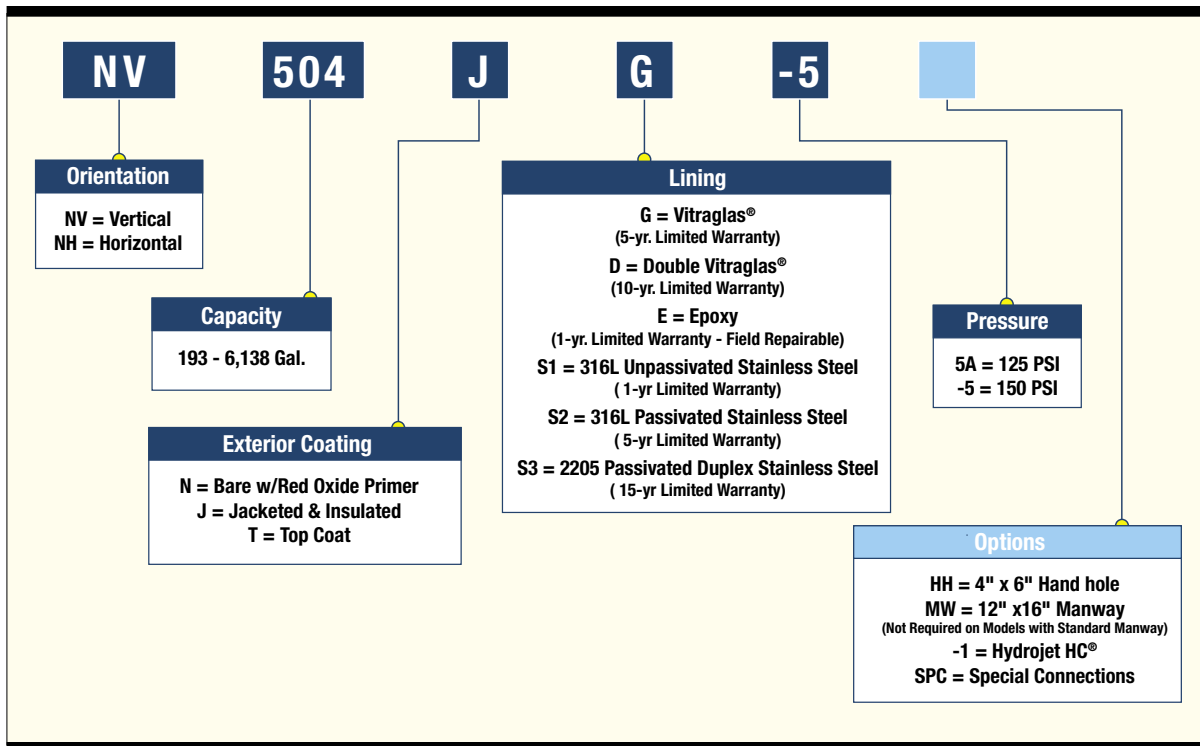 NV 504 J G -5
Orientation
NV = Vertical
NH = Horizontal
Capacity
193 - 6,138 Gal.
Exterior Coating
N = Bare w/Red Oxide Primer
J = Jacketed & Insulated
T = Top Coat
Lining
G = Vitraglas®
(5-yr. Limited Warranty)
D = Double Vitraglas®
(10-yr. Limited Warranty)
E = Epoxy
(1-yr. Limited Warranty - Field Repairable)
S1 = 316L Unpassivated Stainless Steel
( 1-yr Limited Warranty)
S2 = 316L Passivated Stainless Steel
( 5-yr Limited Warranty)
S3 = 2205 Passivated Duplex Stainless Steel
( 15-yr Limited Warranty)
Pressure
5A = 125 PSI
-5 = 150 PSI
Options
HH = 4" x 6" Hand hole
MW = 12" x16" Manway
(Not Required on Models with Standard Manway)
-1 = Hydrojet HC®
SPC = Special Connections